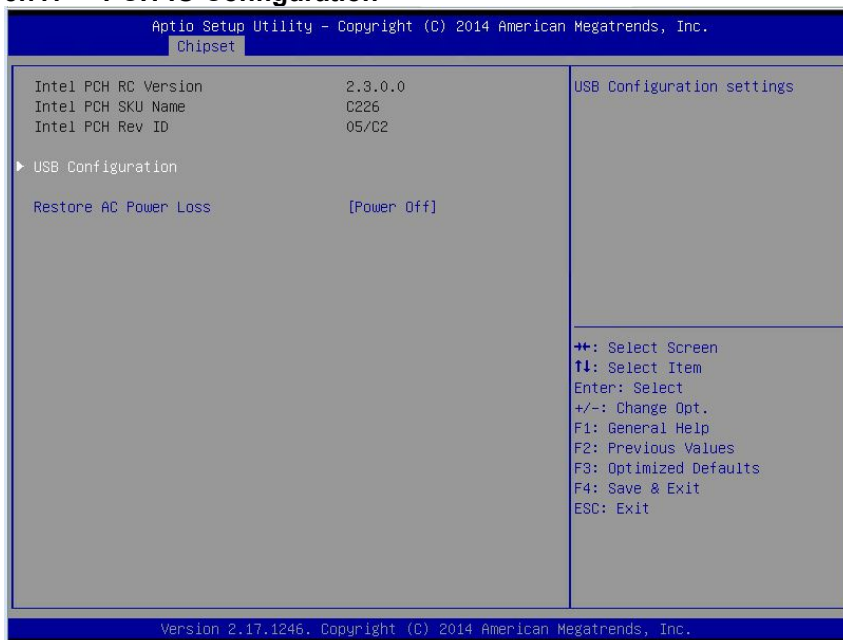 Aptio Setup Utility – Copyright (C) 2014 American Megatrends, Inc.
Chipset
Intel PCH RC Version 2.3.0.0
Intel PCH SKU Name C226
Intel PCH Rev ID 05/C2
USB Configuration
Restore AC Power Loss [Power Off]
USB Configuration settings
→←: Select Screen
↑↓: Select Item
Enter: Select
+/-: Change Opt.
F1: General Help
F2: Previous Values
F3: Optimized Defaults
F4: Save & Exit
ESC: Exit
Version 2.17.1246. Copyright (C) 2014 American Megatrends, Inc.